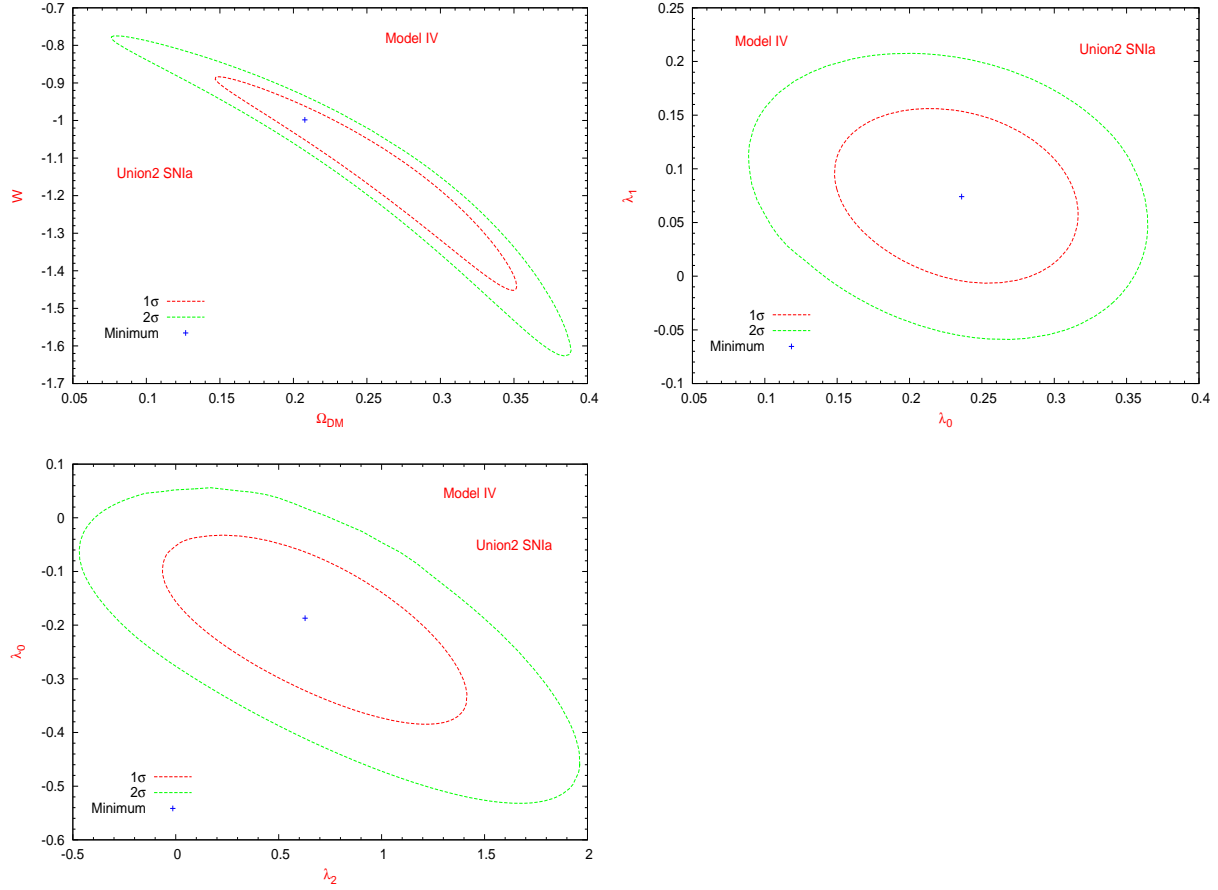 -0.7
-0.8
-0.9
-1
-1.1
-1.2
-1.3
-1.4
-1.5
-1.6
-1.7
0.05 0.1 0.15 0.2 0.25 0.3 0.35 0.4
W
Ω_DM
Model IV
Union2 SNIa
1σ
2σ
Minimum
0.25
0.2
0.15
0.1
0.05
0
-0.05
-0.1
0.05 0.1 0.15 0.2 0.25 0.3 0.35 0.4
λ_1
λ_0
Model IV
Union2 SNIa
1σ
2σ
Minimum
0.1
0
-0.1
-0.2
-0.3
-0.4
-0.5
-0.6
-0.5 0 0.5 1 1.5 2
λ_0
λ_2
Model IV
Union2 SNIa
1σ
2σ
Minimum